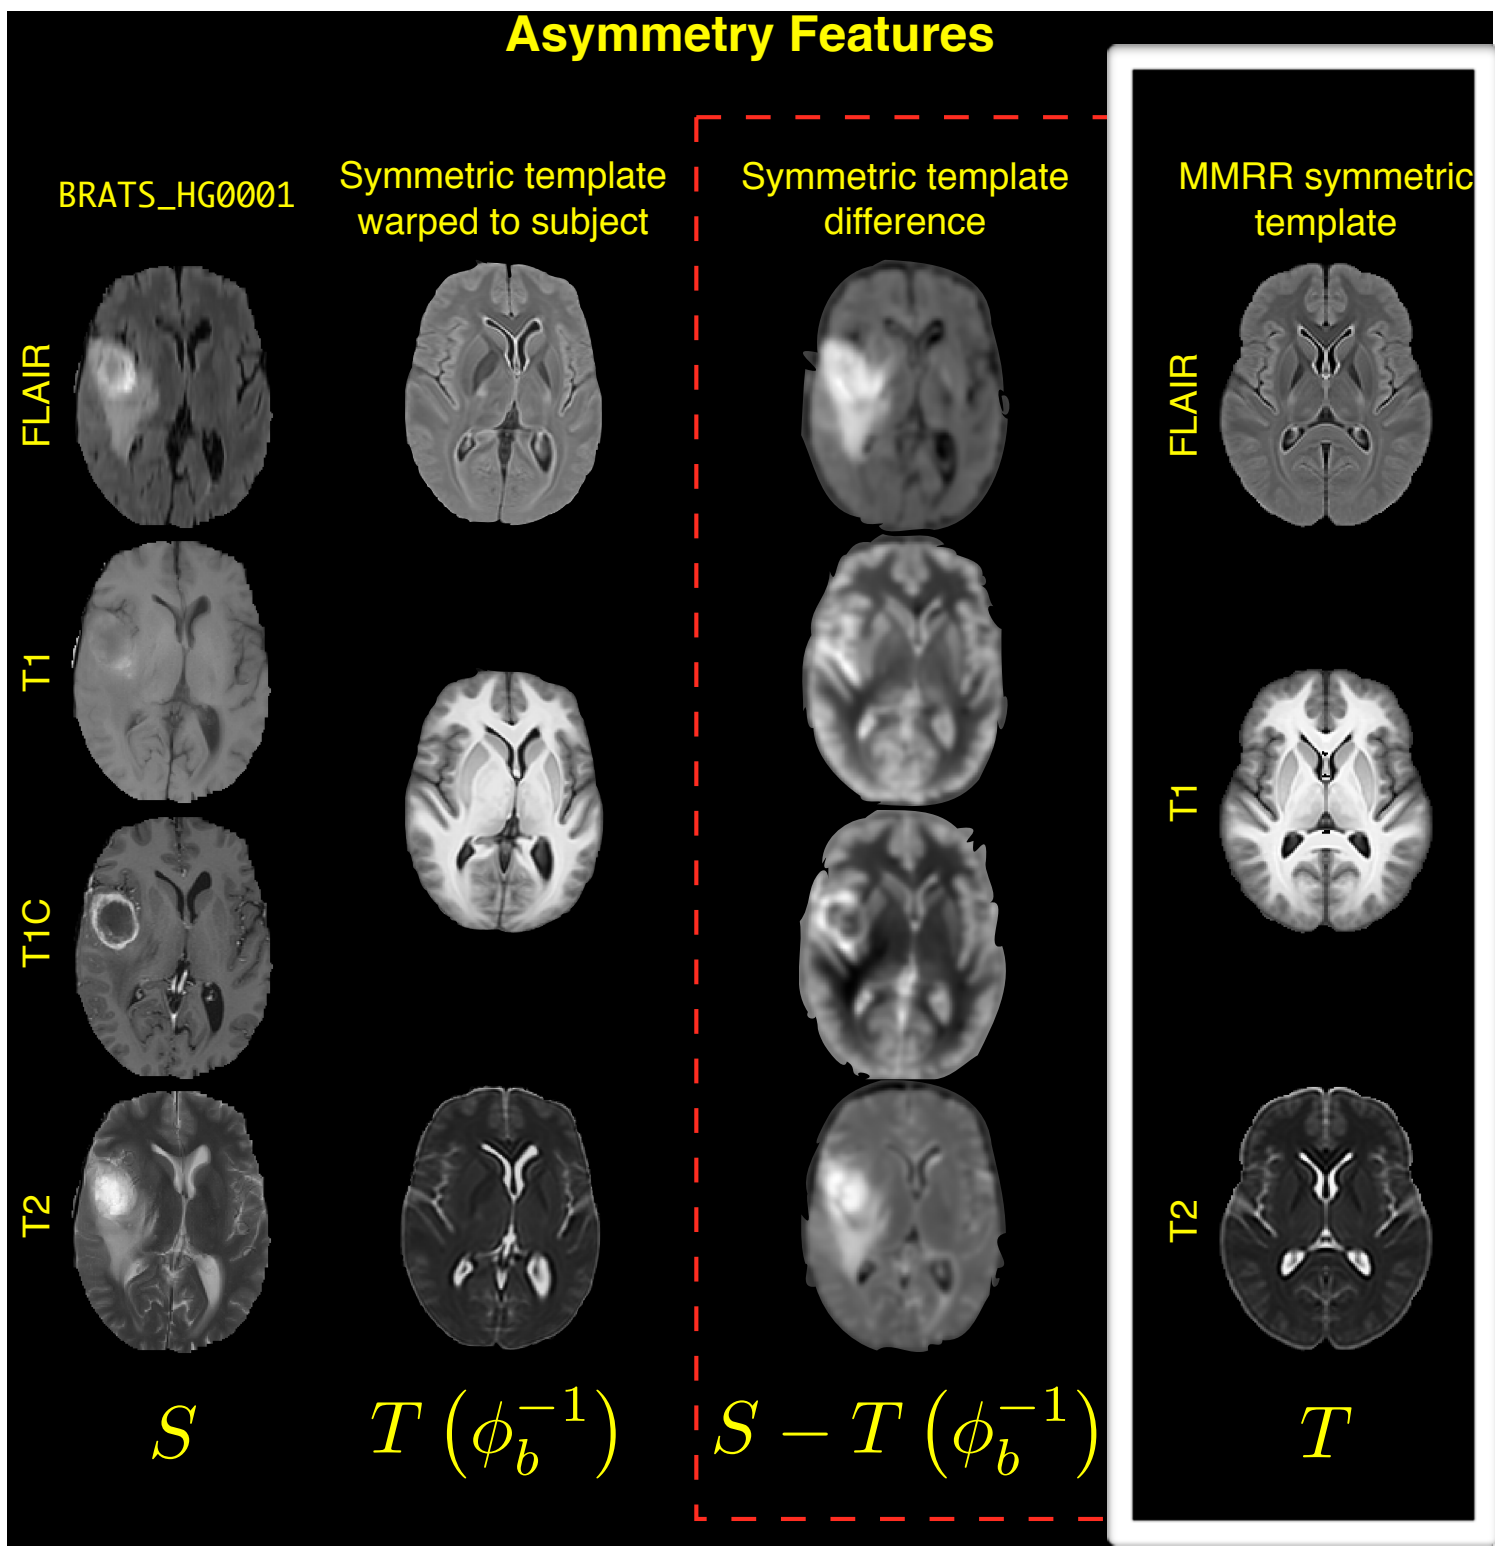 Asymmetry Features
BRATS_HG0001
Symmetric template
warped to subject
Symmetric template
difference
MMRR symmetric
template
FLAIR
T1
T1C
T2
FLAIR
T1
T2
S
T (ϕ_b^{-1})
S − T (ϕ_b^{-1})
T